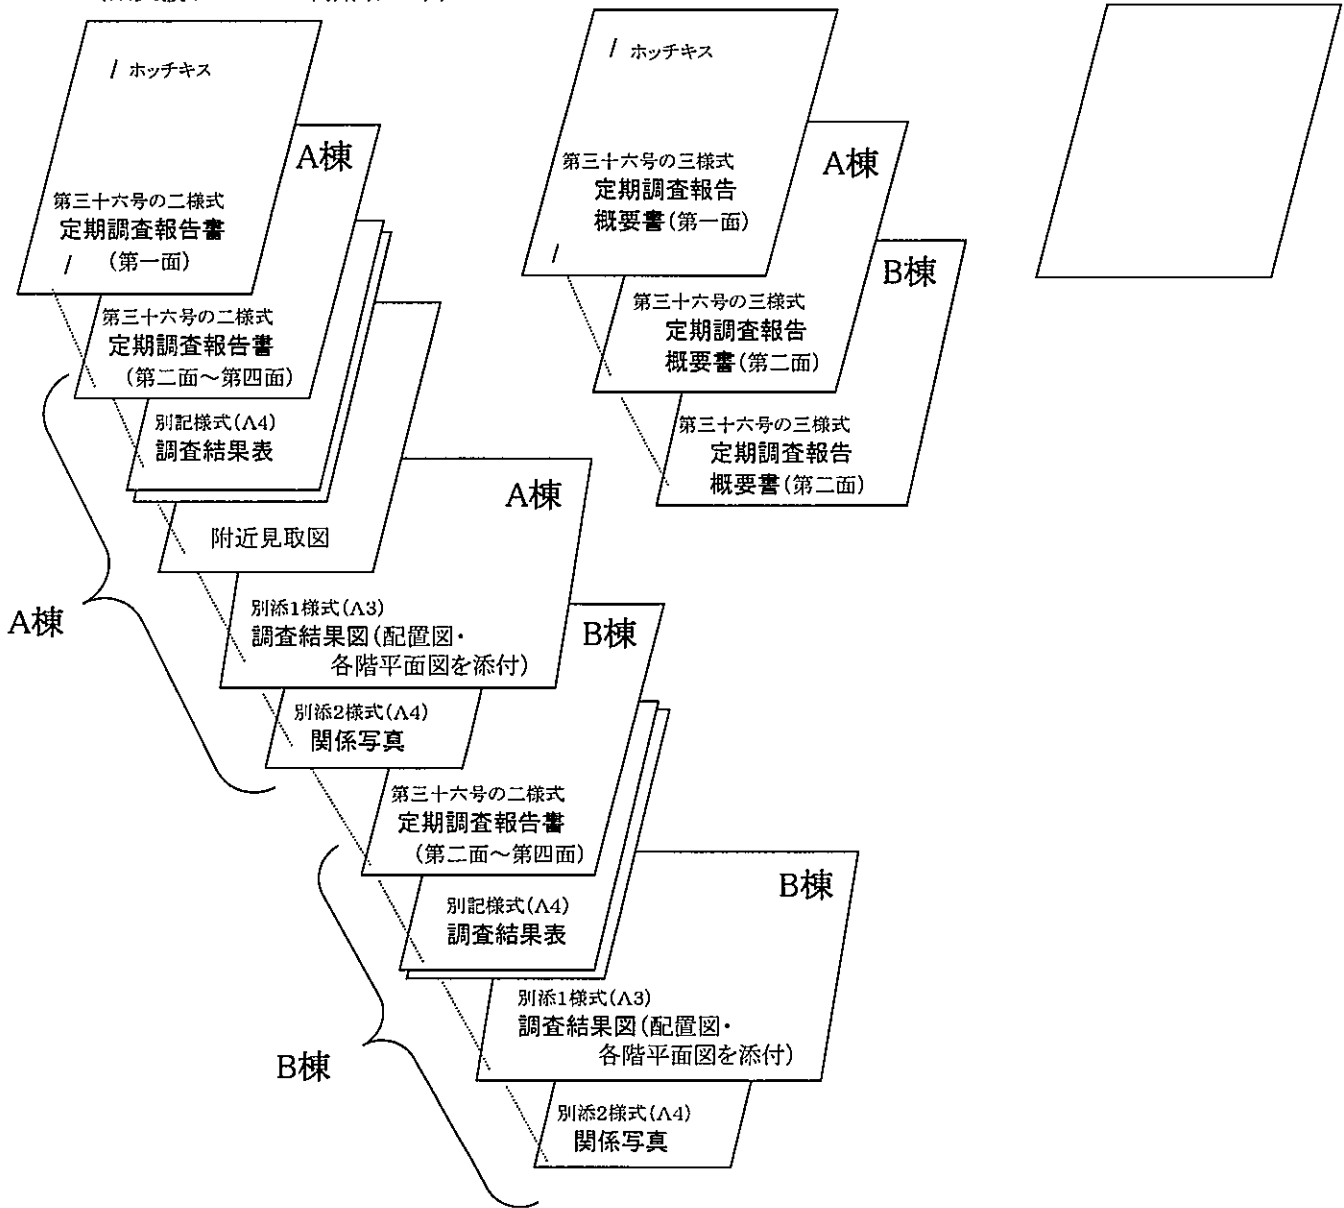 ホッチキス
A棟
第三十六号の二様式
定期調査報告書
(第一面)
第三十六号の二様式
定期調査報告書
(第二面～第四面)
別記様式(A4)
調査結果表
附近見取図
A棟
別添1様式(A3)
調査結果図(配置図・
各階平面図を添付)
別添2様式(A4)
関係写真
A棟
B棟
第三十六号の二様式
定期調査報告書
(第二面～第四面)
別記様式(A4)
調査結果表
B棟
別添1様式(A3)
調査結果図(配置図・
各階平面図を添付)
別添2様式(A4)
関係写真
B棟
ホッチキス
第三十六号の三様式
定期調査報告
概要書(第一面)
A棟
第三十六号の三様式
定期調査報告
概要書(第二面)
B棟
第三十六号の三様式
定期調査報告
概要書(第二面)